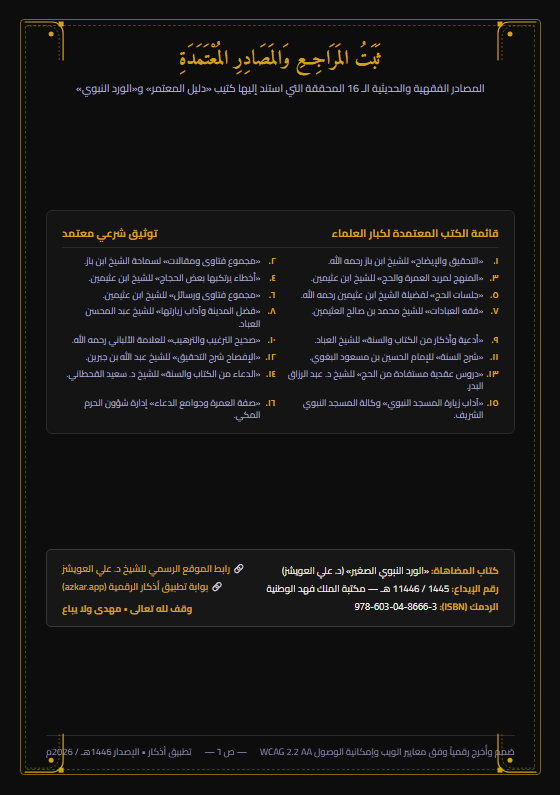 ثَبَتُ المَرَاجِعِ وَالمَصَادِرِ المُعْتَمَدَةِ
المصادر الفقهية والحديثية الـ 16 المحققة التي استند إليها كتيب «دليل المعتمر» و«الورد النبوي»
قائمة الكتب المعتمدة لكبار العلماء
توثيق شرعي معتمد
١. «التحقيق والإيضاح» للشيخ ابن باز رحمه الله.
٢. «مجموع فتاوى ومقالات» لسماحة الشيخ ابن باز.
٣. «المنهج لمريد العمرة والحج» للشيخ ابن عثيمين.
٤. «أخطاء يرتكبها بعض الحجاج» للشيخ ابن عثيمين.
٥. «جلسات الحج» لفضيلة الشيخ ابن عثيمين رحمه الله.
٦. «مجموع فتاوى ورسائل» للشيخ ابن عثيمين.
٧. «فقه العبادات» للشيخ محمد بن صالح العثيمين.
٨. «فضل المدينة وآداب زيارتها» للشيخ عبد المحسن
العباد.
٩. «أدعية وأذكار من الكتاب والسنة» للشيخ العباد.
١٠. «صحيح الترغيب والترهيب» للعلامة الألباني رحمه الله.
١١. «شرح السنة» للإمام الحسين بن مسعود البغوي.
١٢. «الإفصاح شرح التحقيق» للشيخ عبد الله بن جبرين.
١٣. «دروس عقدية مستفادة من الحج» للشيخ د. عبد الرزاق
البدر.
١٤. «الدعاء من الكتاب والسنة» للشيخ د. سعيد القحطاني.
١٥. «آداب زيارة المسجد النبوي» وكالة المسجد النبوي
الشريف.
١٦. «صفة العمرة وجوامع الدعاء» إدارة شؤون الحرم
المكي.
كتاب المضاهاة: «الورد النبوي الصغير» (د. علي العويشز)
رقم الإيداع: 1445 / 11446 هـ — مكتبة الملك فهد الوطنية
الردمك (ISBN): 978-603-04-8666-3
رابط الموقع الرسمي للشيخ د. علي العويشز
بوابة تطبيق أذكار الرقمية (azkar.app)
وقف لله تعالى • مهدى ولا يباع
صُمم وأُخرج رقمياً وفق معايير الويب وإمكانية الوصول WCAG 2.2 AA
— ص ٦ —
تطبيق أذكار • الإصدار 1446هـ / 2026م